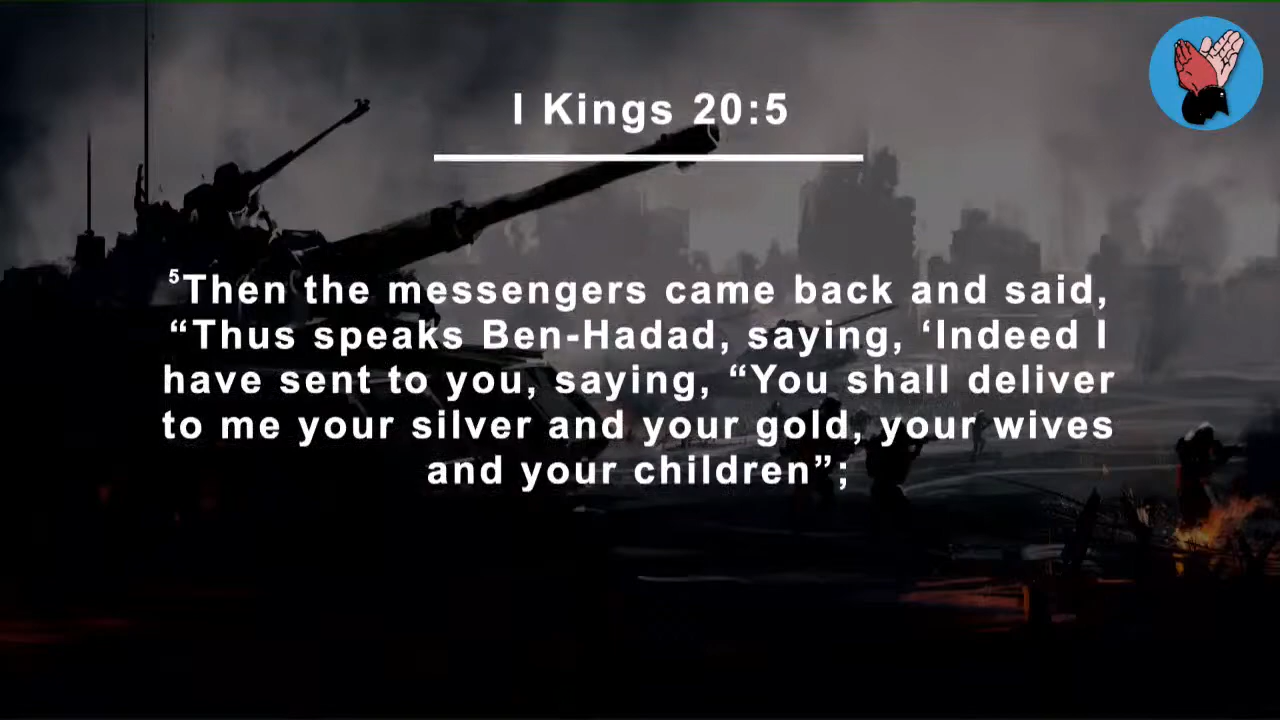 I Kings 20:5
⁵Then the messengers came back and said,
“Thus speaks Ben-Hadad, saying, ‘Indeed I
have sent to you, saying, “You shall deliver
to me your silver and your gold, your wives
and your children”;